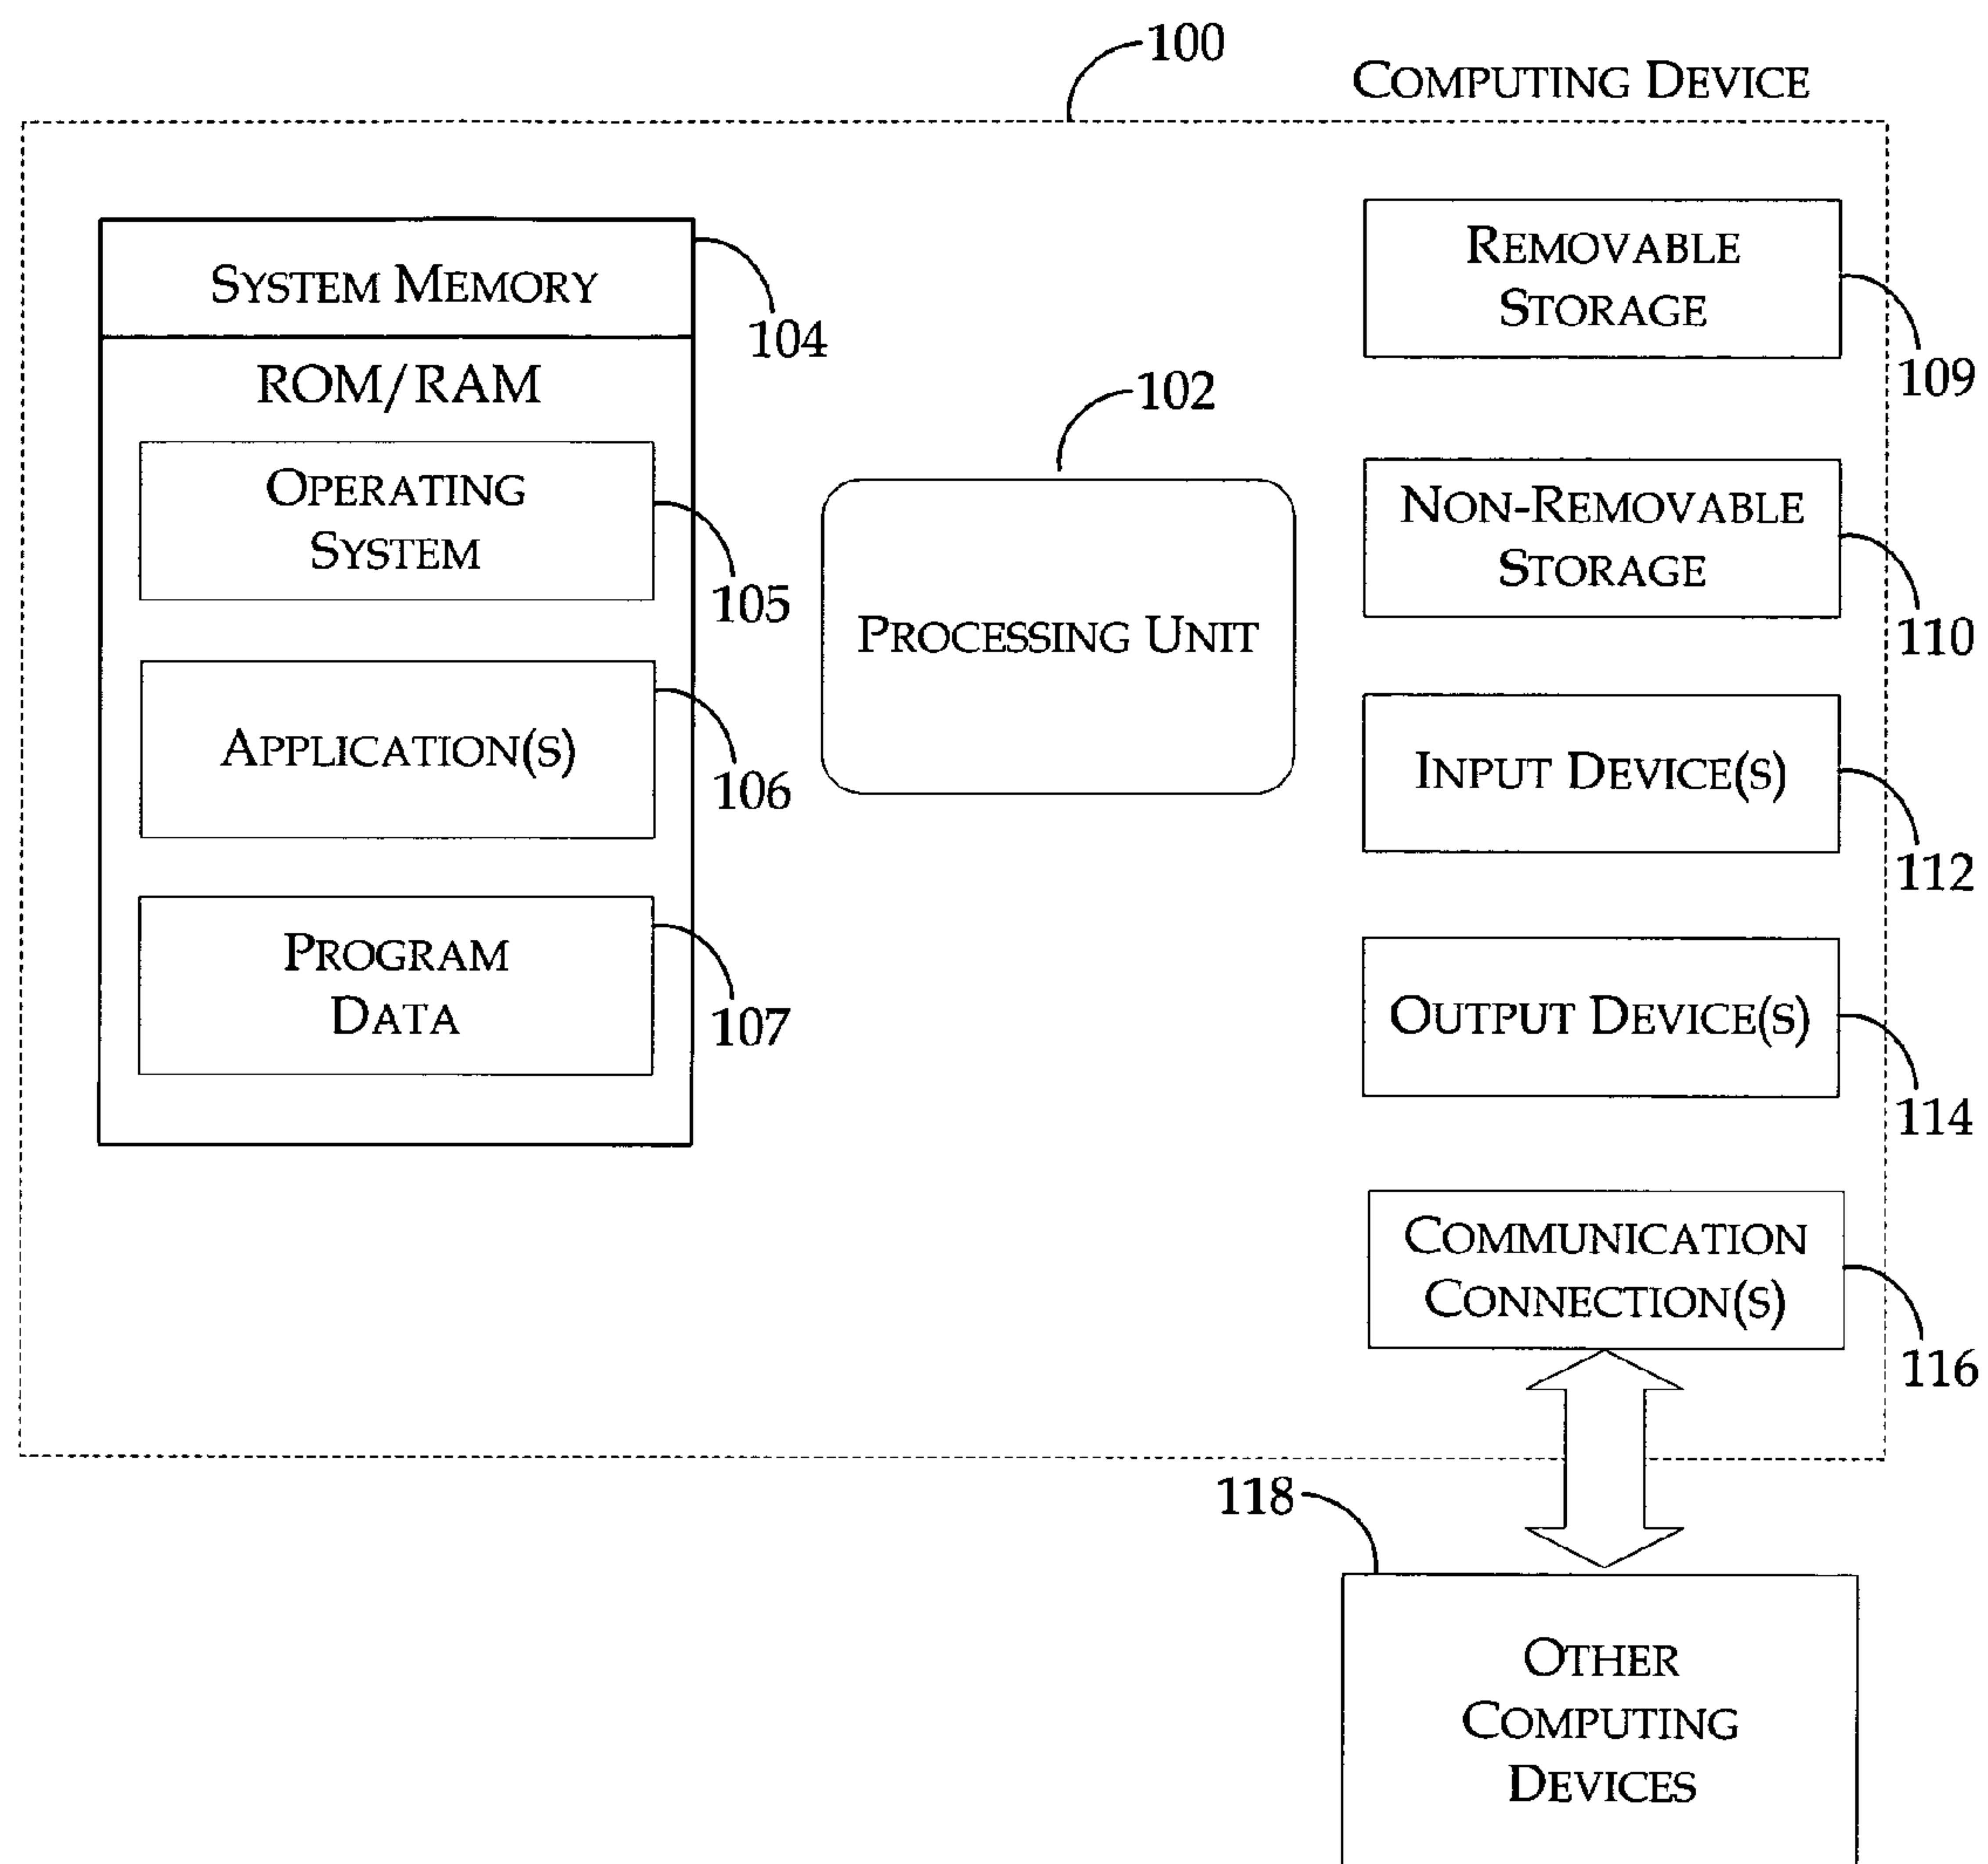 100
COMPUTING DEVICE
SYSTEM MEMORY
104
ROM/RAM
OPERATING
SYSTEM
105
APPLICATION(S)
106
PROGRAM
DATA
107
102
PROCESSING UNIT
REMOVABLE
STORAGE
109
NON-REMOVABLE
STORAGE
110
INPUT DEVICE(S)
112
OUTPUT DEVICE(S)
114
COMMUNICATION
CONNECTION(S)
116
118
OTHER
COMPUTING
DEVICES